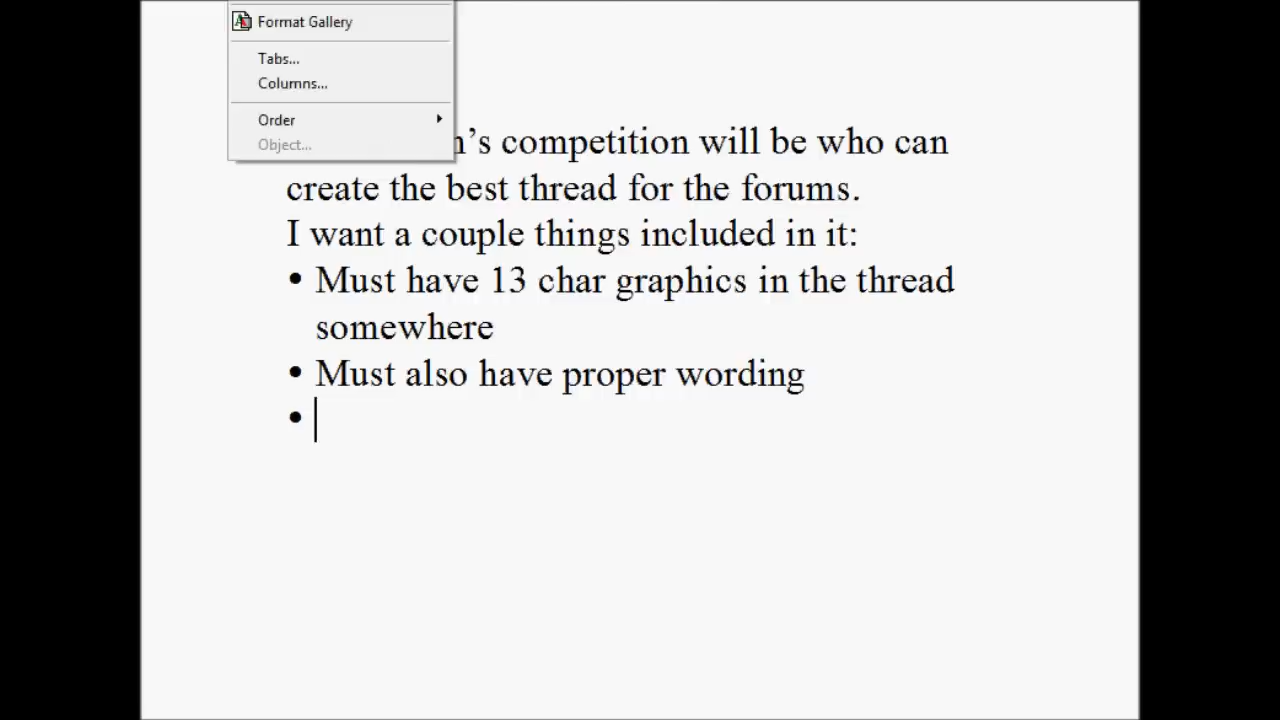 Format Gallery
Tabs...
Columns...
Order
Object...
competition will be who can
create the best thread for the forums.
I want a couple things included in it:
• Must have 13 char graphics in the thread
somewhere
• Must also have proper wording
•